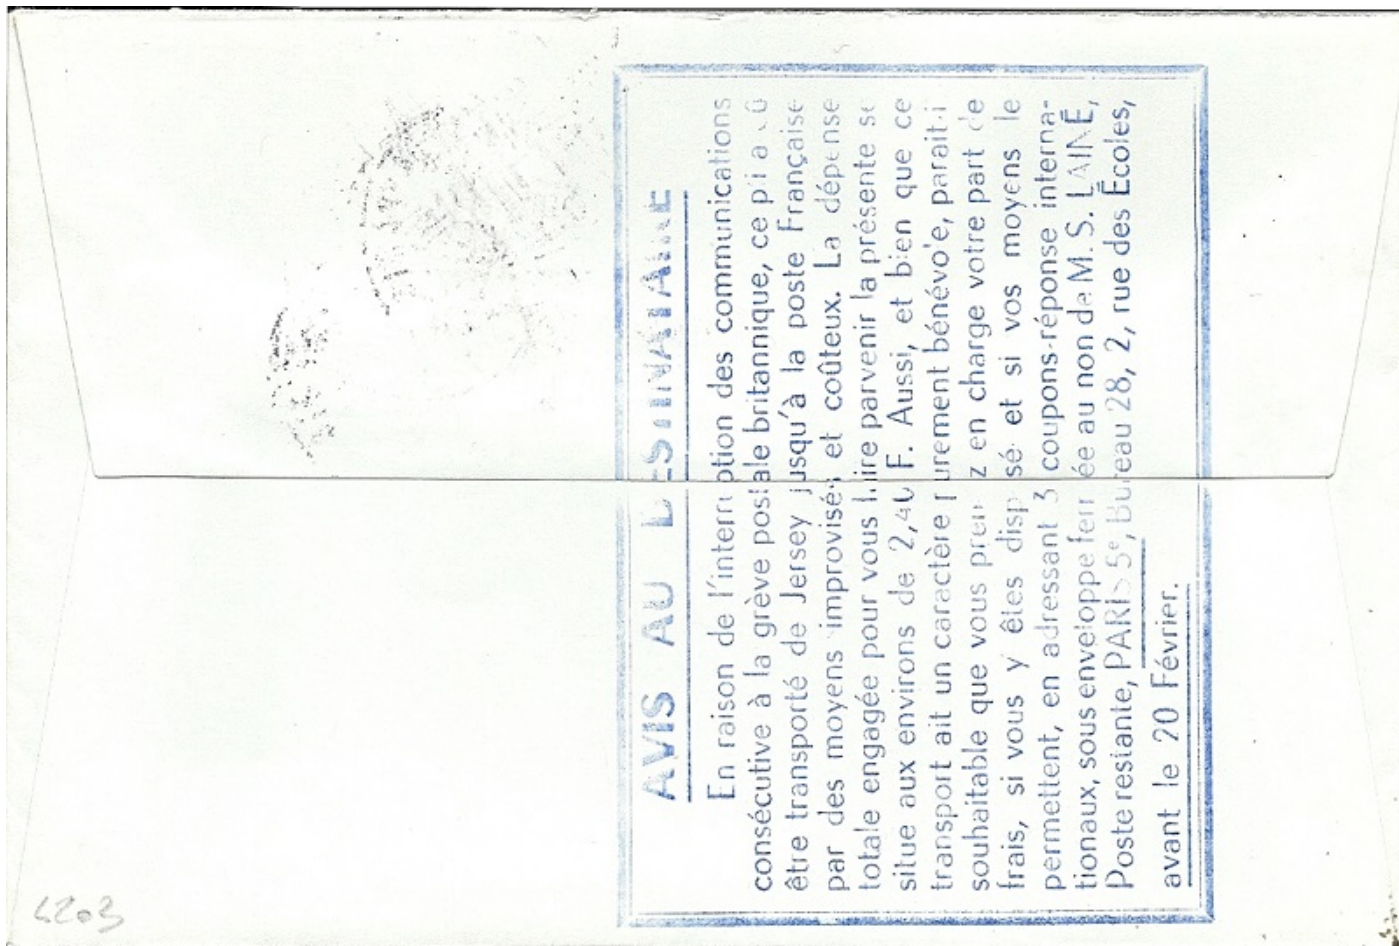 AVIS AU DESTINATAIRE
En raison de l'interruption des communications
consécutive à la grève postale britannique, ce pli a dû
être transporté de Jersey jusqu'à la poste Française
par des moyens improvisés et coûteux. La dépense
totale engagée pour vous faire parvenir la présente se
situe aux environs de 2,40 F. Aussi, et bien que ce
transport ait un caractère purement bénévole, parait-i
souhaitable que vous preniez en charge votre part de
frais, si vous y êtes disposé et si vos moyens le
permettent, en adressant 3 coupons-réponse interna-
tionaux, sous enveloppe fermée au non de M.S. LAINÉ,
Poste restante, PARIS 5e, Bureau 28, 2, rue des Écoles,
avant le 20 Février.